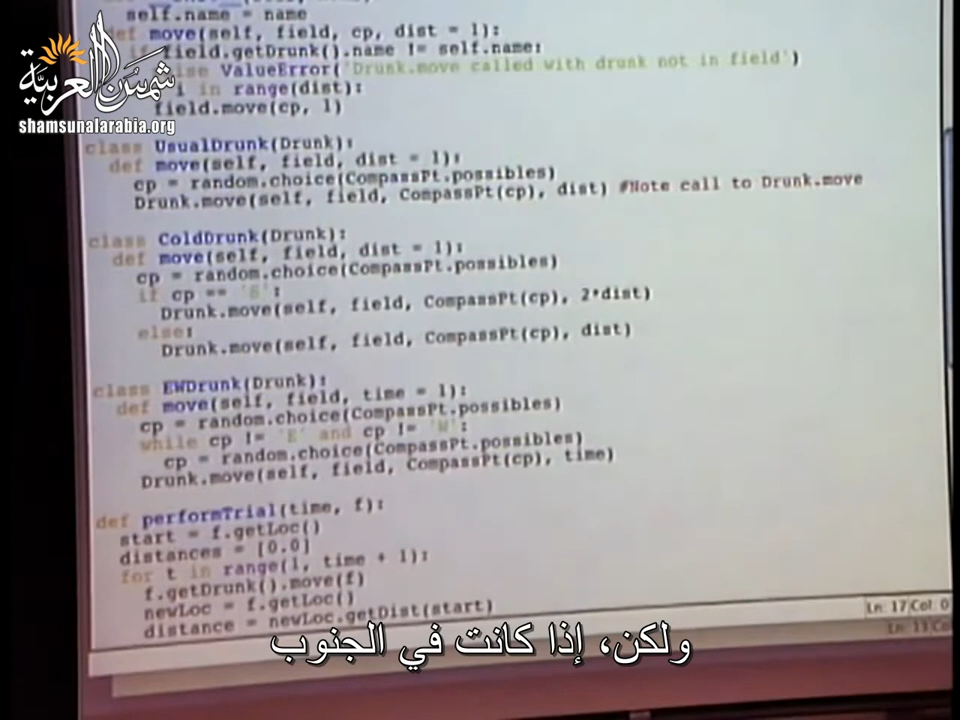 شمس العربية
shamsunalarabia.org
self.name = name
def move(self, field, cp, dist = 1):
if field.getDrunk().name != self.name:
ValueError('Drunk.move called with drunk not in field')
i in range(dist):
field.move(cp, 1)
class UsualDrunk(Drunk):
def move(self, field, dist = 1):
cp = random.choice(CompassPt.possibles)
Drunk.move(self, field, CompassPt(cp), dist) #Note call to Drunk.move
class ColdDrunk(Drunk):
def move(self, field, dist = 1):
cp = random.choice(CompassPt.possibles)
if cp == 'S':
Drunk.move(self, field, CompassPt(cp), 2*dist)
else:
Drunk.move(self, field, CompassPt(cp), dist)
class EWDrunk(Drunk):
def move(self, field, time = 1):
cp = random.choice(CompassPt.possibles)
while cp != 'E' and cp != 'W':
cp = random.choice(CompassPt.possibles)
Drunk.move(self, field, CompassPt(cp), time)
def performTrial(time, f):
start = f.getLoc()
distances = [0.0]
for t in range(1, time + 1):
f.getDrunk().move(f)
newLoc = f.getLoc()
distance = newLoc.getDist(start)
Ln: 17 Col: 0
ولكن، إذا كانت في الجنوب